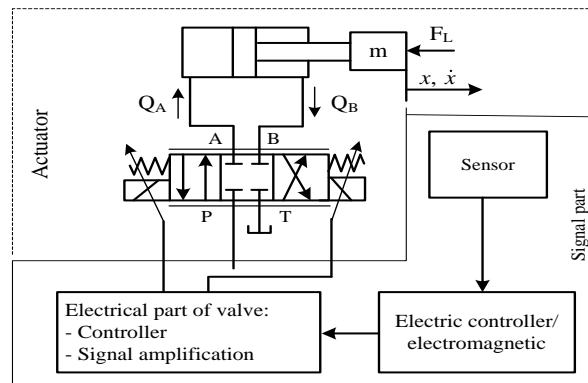 F_L
m
x, ẋ
Q_A
Q_B
A
B
Actuator
P
T
Sensor
Signal part
Electrical part of valve:
- Controller
- Signal amplification
Electric controller/
electromagnetic